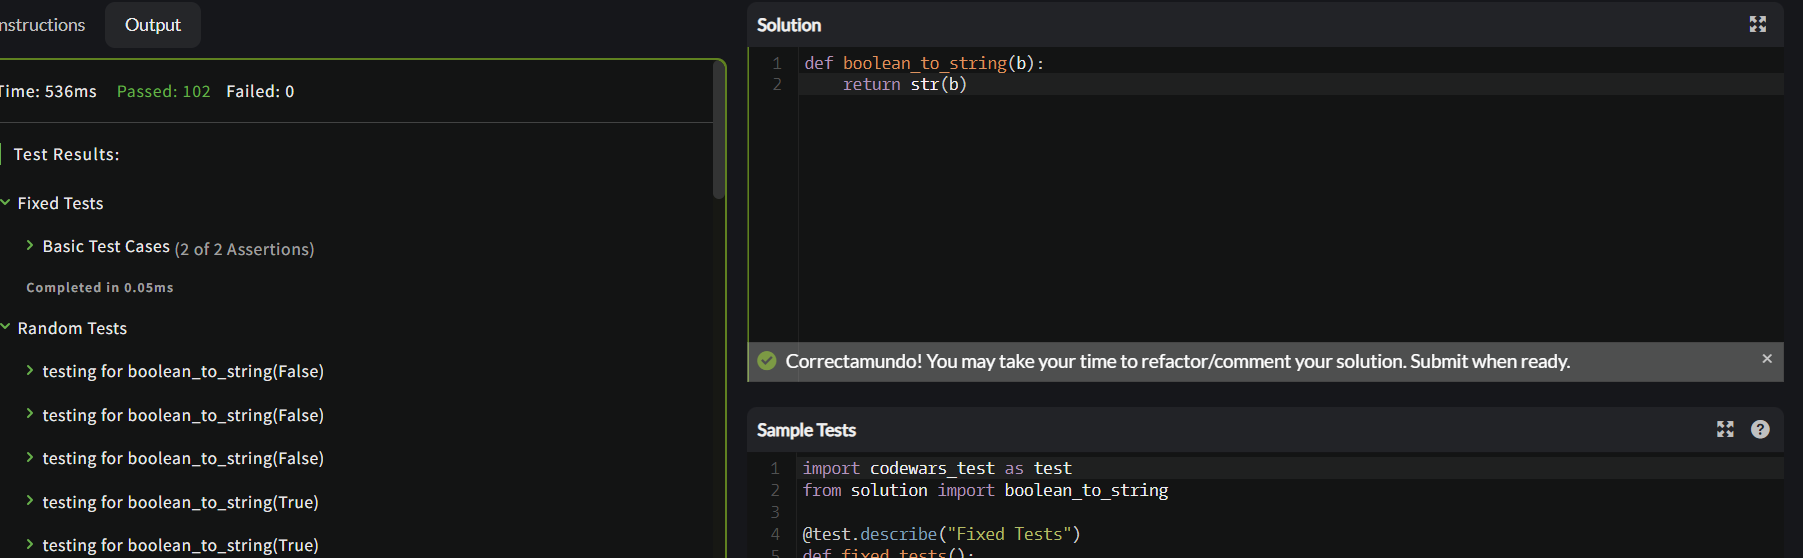 nstructions
Output
Time: 536ms Passed: 102 Failed: 0
Test Results:
Fixed Tests
Basic Test Cases (2 of 2 Assertions)
Completed in 0.05ms
Random Tests
testing for boolean_to_string(False)
testing for boolean_to_string(False)
testing for boolean_to_string(False)
testing for boolean_to_string(True)
testing for boolean_to_string(True)
Solution
1 def boolean_to_string(b):
2     return str(b)
Correctamundo! You may take your time to refactor/comment your solution. Submit when ready. ×
Sample Tests ?
1 import codewars_test as test
2 from solution import boolean_to_string
3
4 @test.describe("Fixed Tests")
5 def fixed_tests():